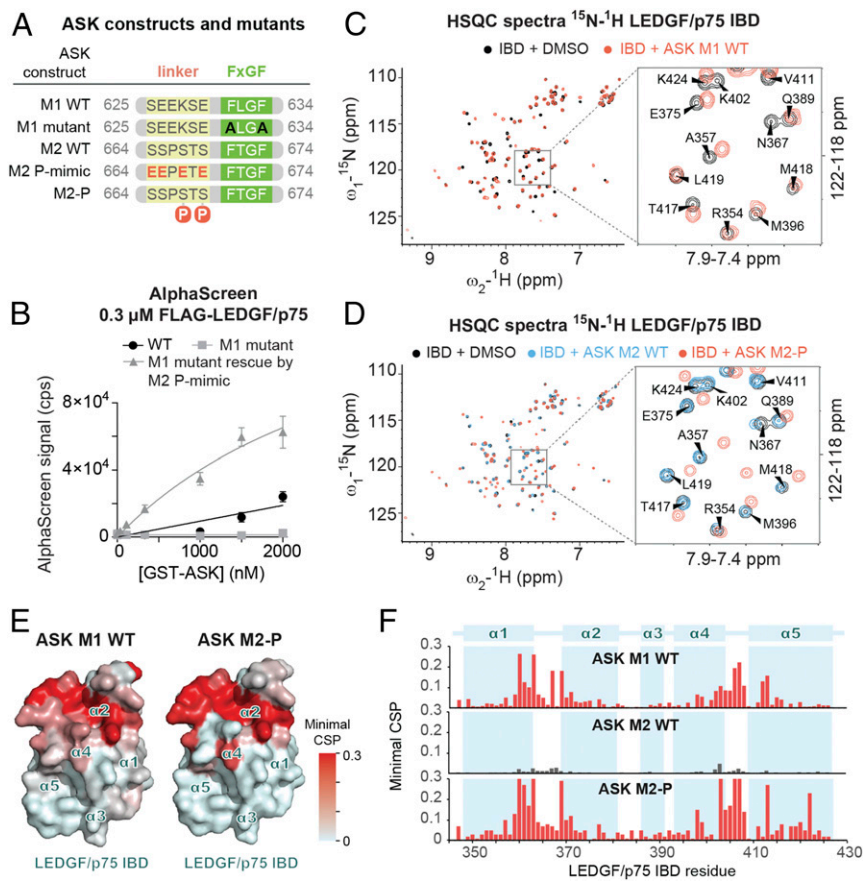 A ASK constructs and mutants
ASK construct linker FxGF
M1 WT 625 SEEKSE FLGF 634
M1 mutant 625 SEEKSE ALGA 634
M2 WT 664 SSPSTS FTGF 674
M2 P-mimic 664 EEPETE FTGF 674
M2-P 664 SSPSTS FTGF 674
P P
B AlphaScreen
0.3 µM FLAG-LEDGF/p75
WT M1 mutant
M1 mutant rescue by
M2 P-mimic
AlphaScreen signal (cps)
8×10⁴
4×10⁴
0
0 1000 2000
[GST-ASK] (nM)
C HSQC spectra ¹⁵N-¹H LEDGF/p75 IBD
IBD + DMSO IBD + ASK M1 WT
ω₁-¹⁵N (ppm)
110
115
120
125
9 8 7
ω₂-¹H (ppm)
K424
K402
V411
E375
Q389
N367
A357
M418
L419
T417
R354
M396
122-118 ppm
7.9-7.4 ppm
D HSQC spectra ¹⁵N-¹H LEDGF/p75 IBD
IBD + DMSO IBD + ASK M2 WT IBD + ASK M2-P
ω₁-¹⁵N (ppm)
110
115
120
125
9 8 7
ω₂-¹H (ppm)
K424
K402
V411
E375
Q389
N367
A357
M418
L419
T417
R354
M396
122-118 ppm
7.9-7.4 ppm
E
ASK M1 WT ASK M2-P
α2
α4
α1
α5
α3
α2
α4
α1
α5
α3
Minimal
CSP
0.3
0
LEDGF/p75 IBD LEDGF/p75 IBD
F
α1 α2 α3 α4 α5
Minimal CSP
0.3
0.1
0.3
0.1
0.3
0.1
0
ASK M1 WT
ASK M2 WT
ASK M2-P
350 370 390 410 430
LEDGF/p75 IBD residue